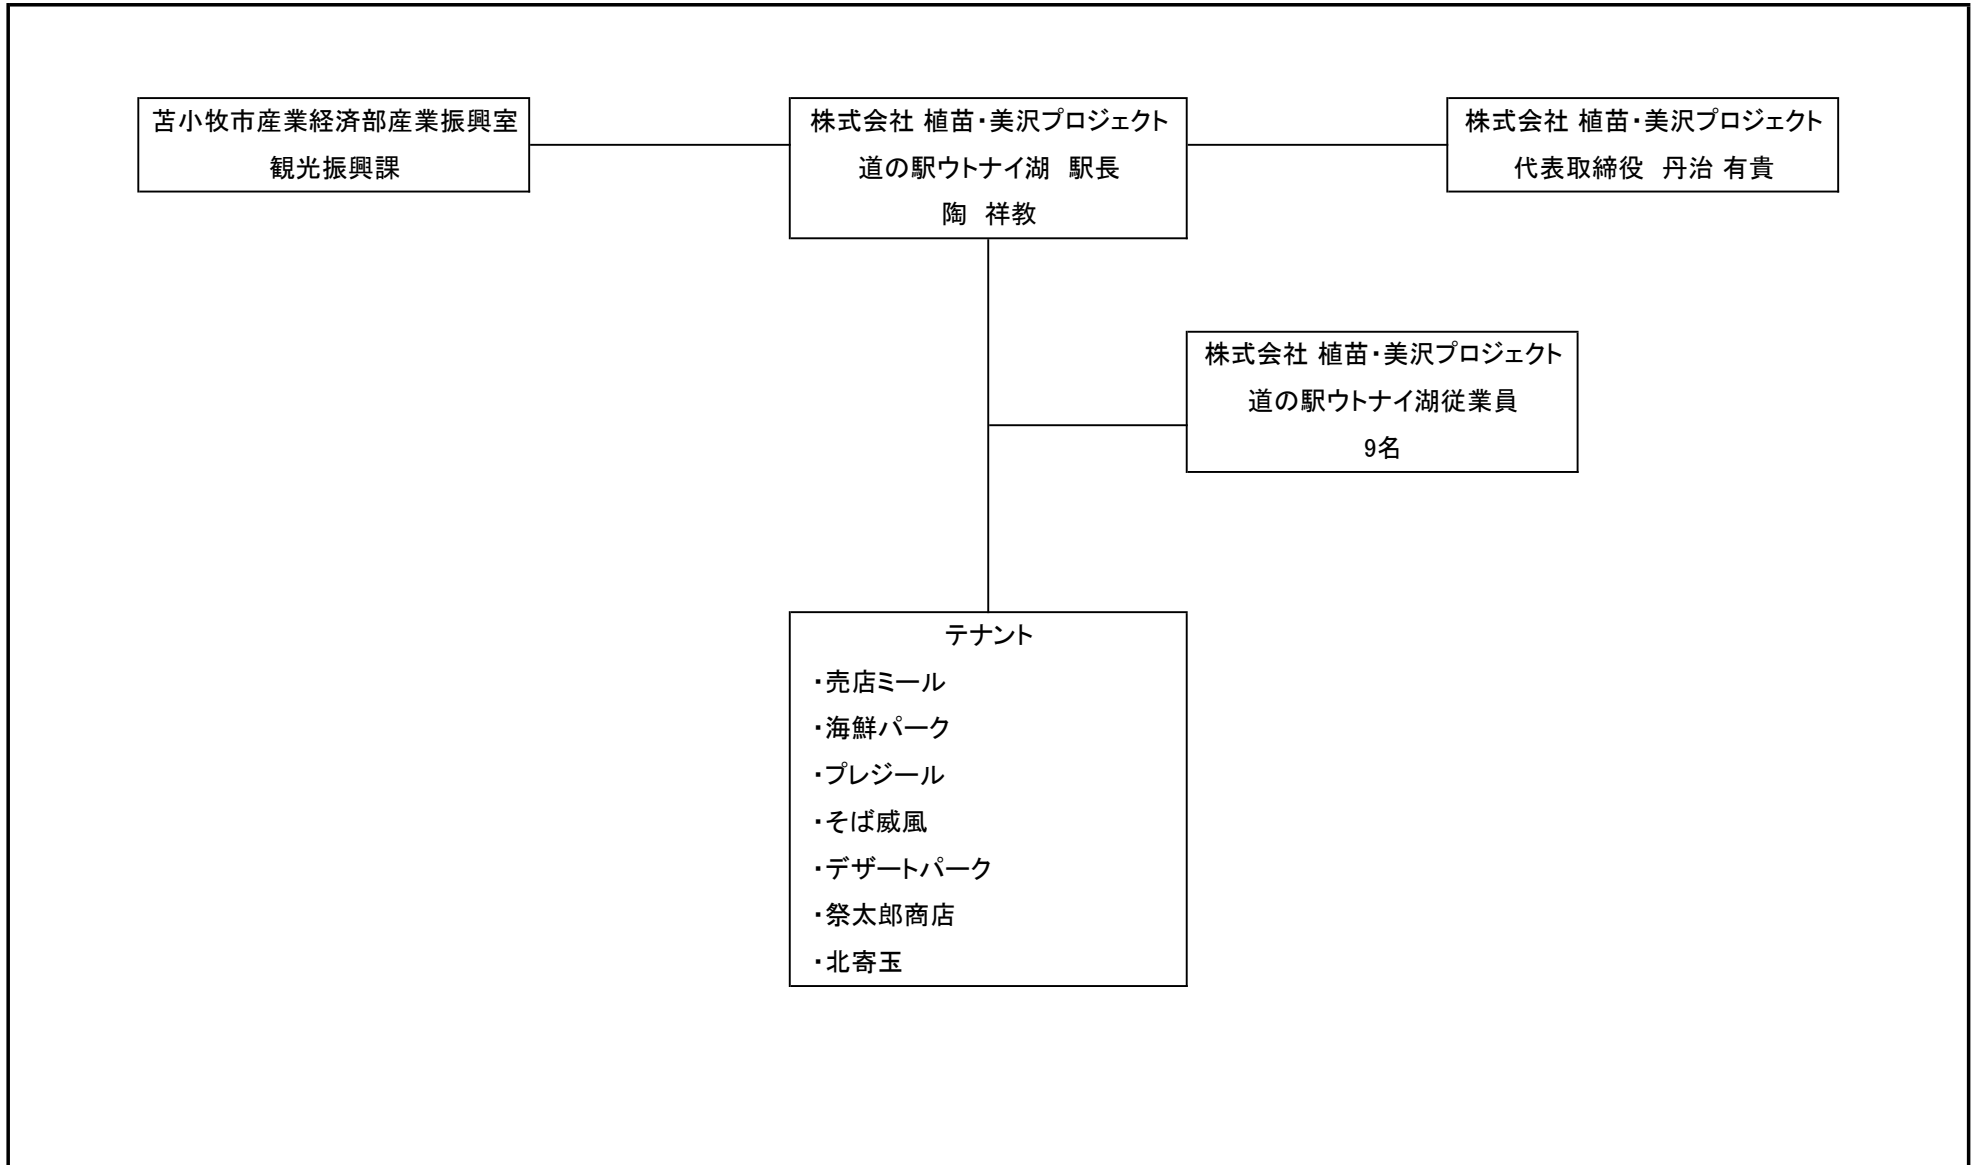 苫小牧市産業経済部産業振興室
観光振興課
株式会社 植苗・美沢プロジェクト
道の駅ウトナイ湖　駅長
陶　祥教
株式会社 植苗・美沢プロジェクト
代表取締役　丹治 有貴
株式会社 植苗・美沢プロジェクト
道の駅ウトナイ湖従業員
9名
テナント
・売店ミール
・海鮮パーク
・プレジール
・そば威風
・デザートパーク
・祭太郎商店
・北寄玉